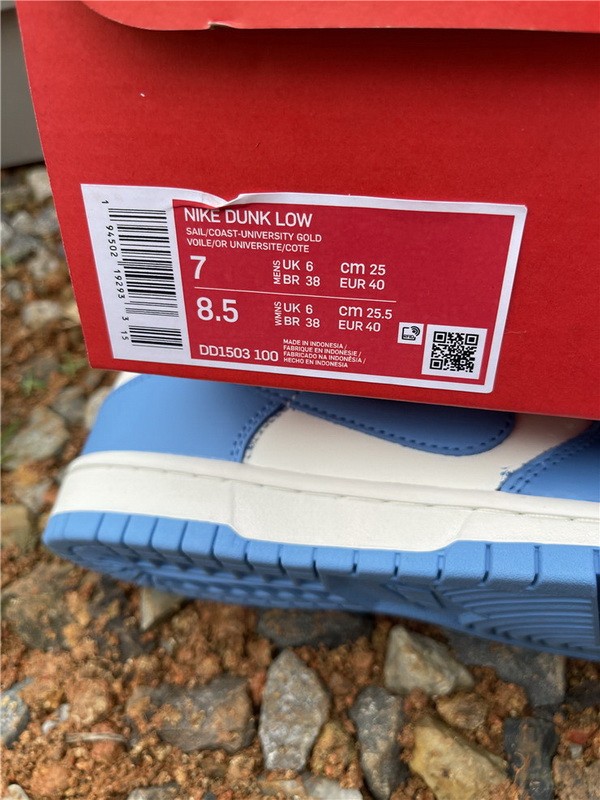 NIKE DUNK LOW
SAIL/COAST-UNIVERSITY GOLD
VOILE/OR UNIVERSITE/COTE
7 MENS UK 6 cm 25
BR 38 EUR 40
8.5 WMNS UK 6 cm 25.5
BR 38 EUR 40
DD1503 100
MADE IN INDONESIA /
FABRIQUE EN INDONESIE /
FABRICADO NA INDONÉSIA /
HECHO EN INDONESIA
1 94502 19293 3 15